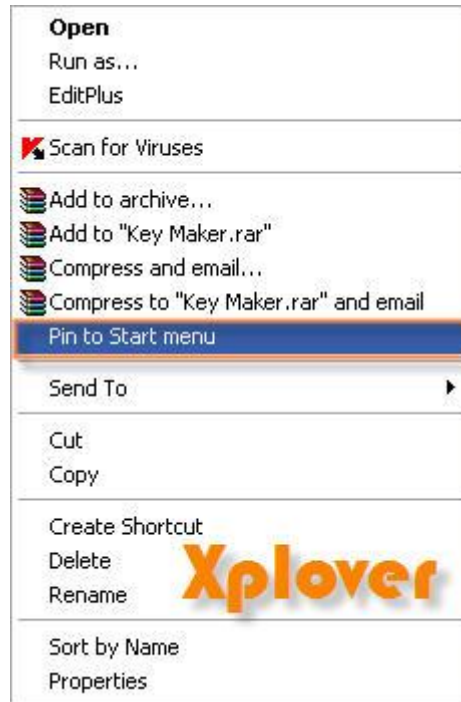 Open
Run as...
EditPlus
Scan for Viruses
Add to archive...
Add to "Key Maker.rar"
Compress and email...
Compress to "Key Maker.rar" and email
Pin to Start menu
Send To
Cut
Copy
Create Shortcut
Delete
Rename
Xplover
Sort by Name
Properties